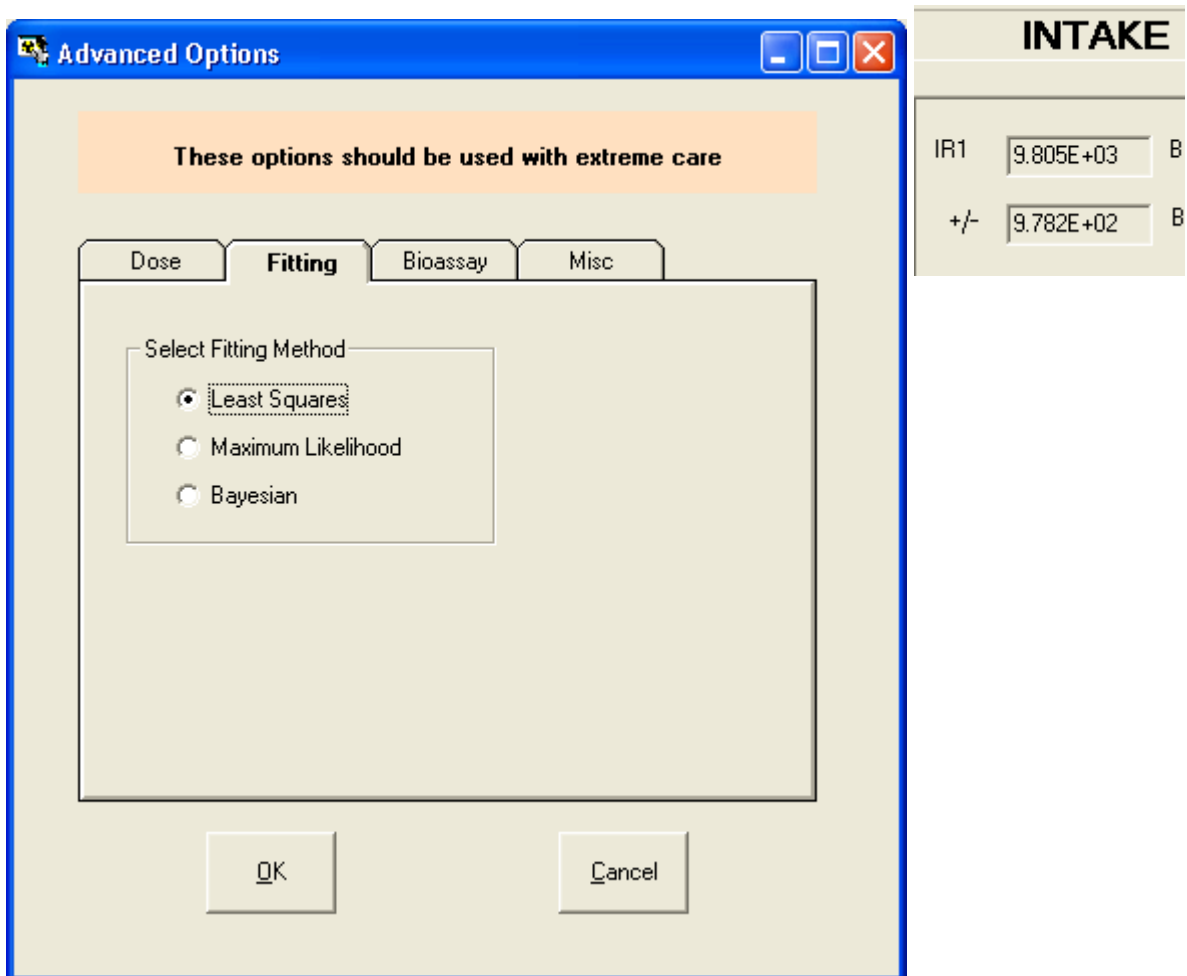 Advanced Options
These options should be used with extreme care
Dose Fitting Bioassay Misc
Select Fitting Method
Least Squares
Maximum Likelihood
Bayesian
OK Cancel
INTAKE
IR1 9.805E+03 B
+/- 9.782E+02 B